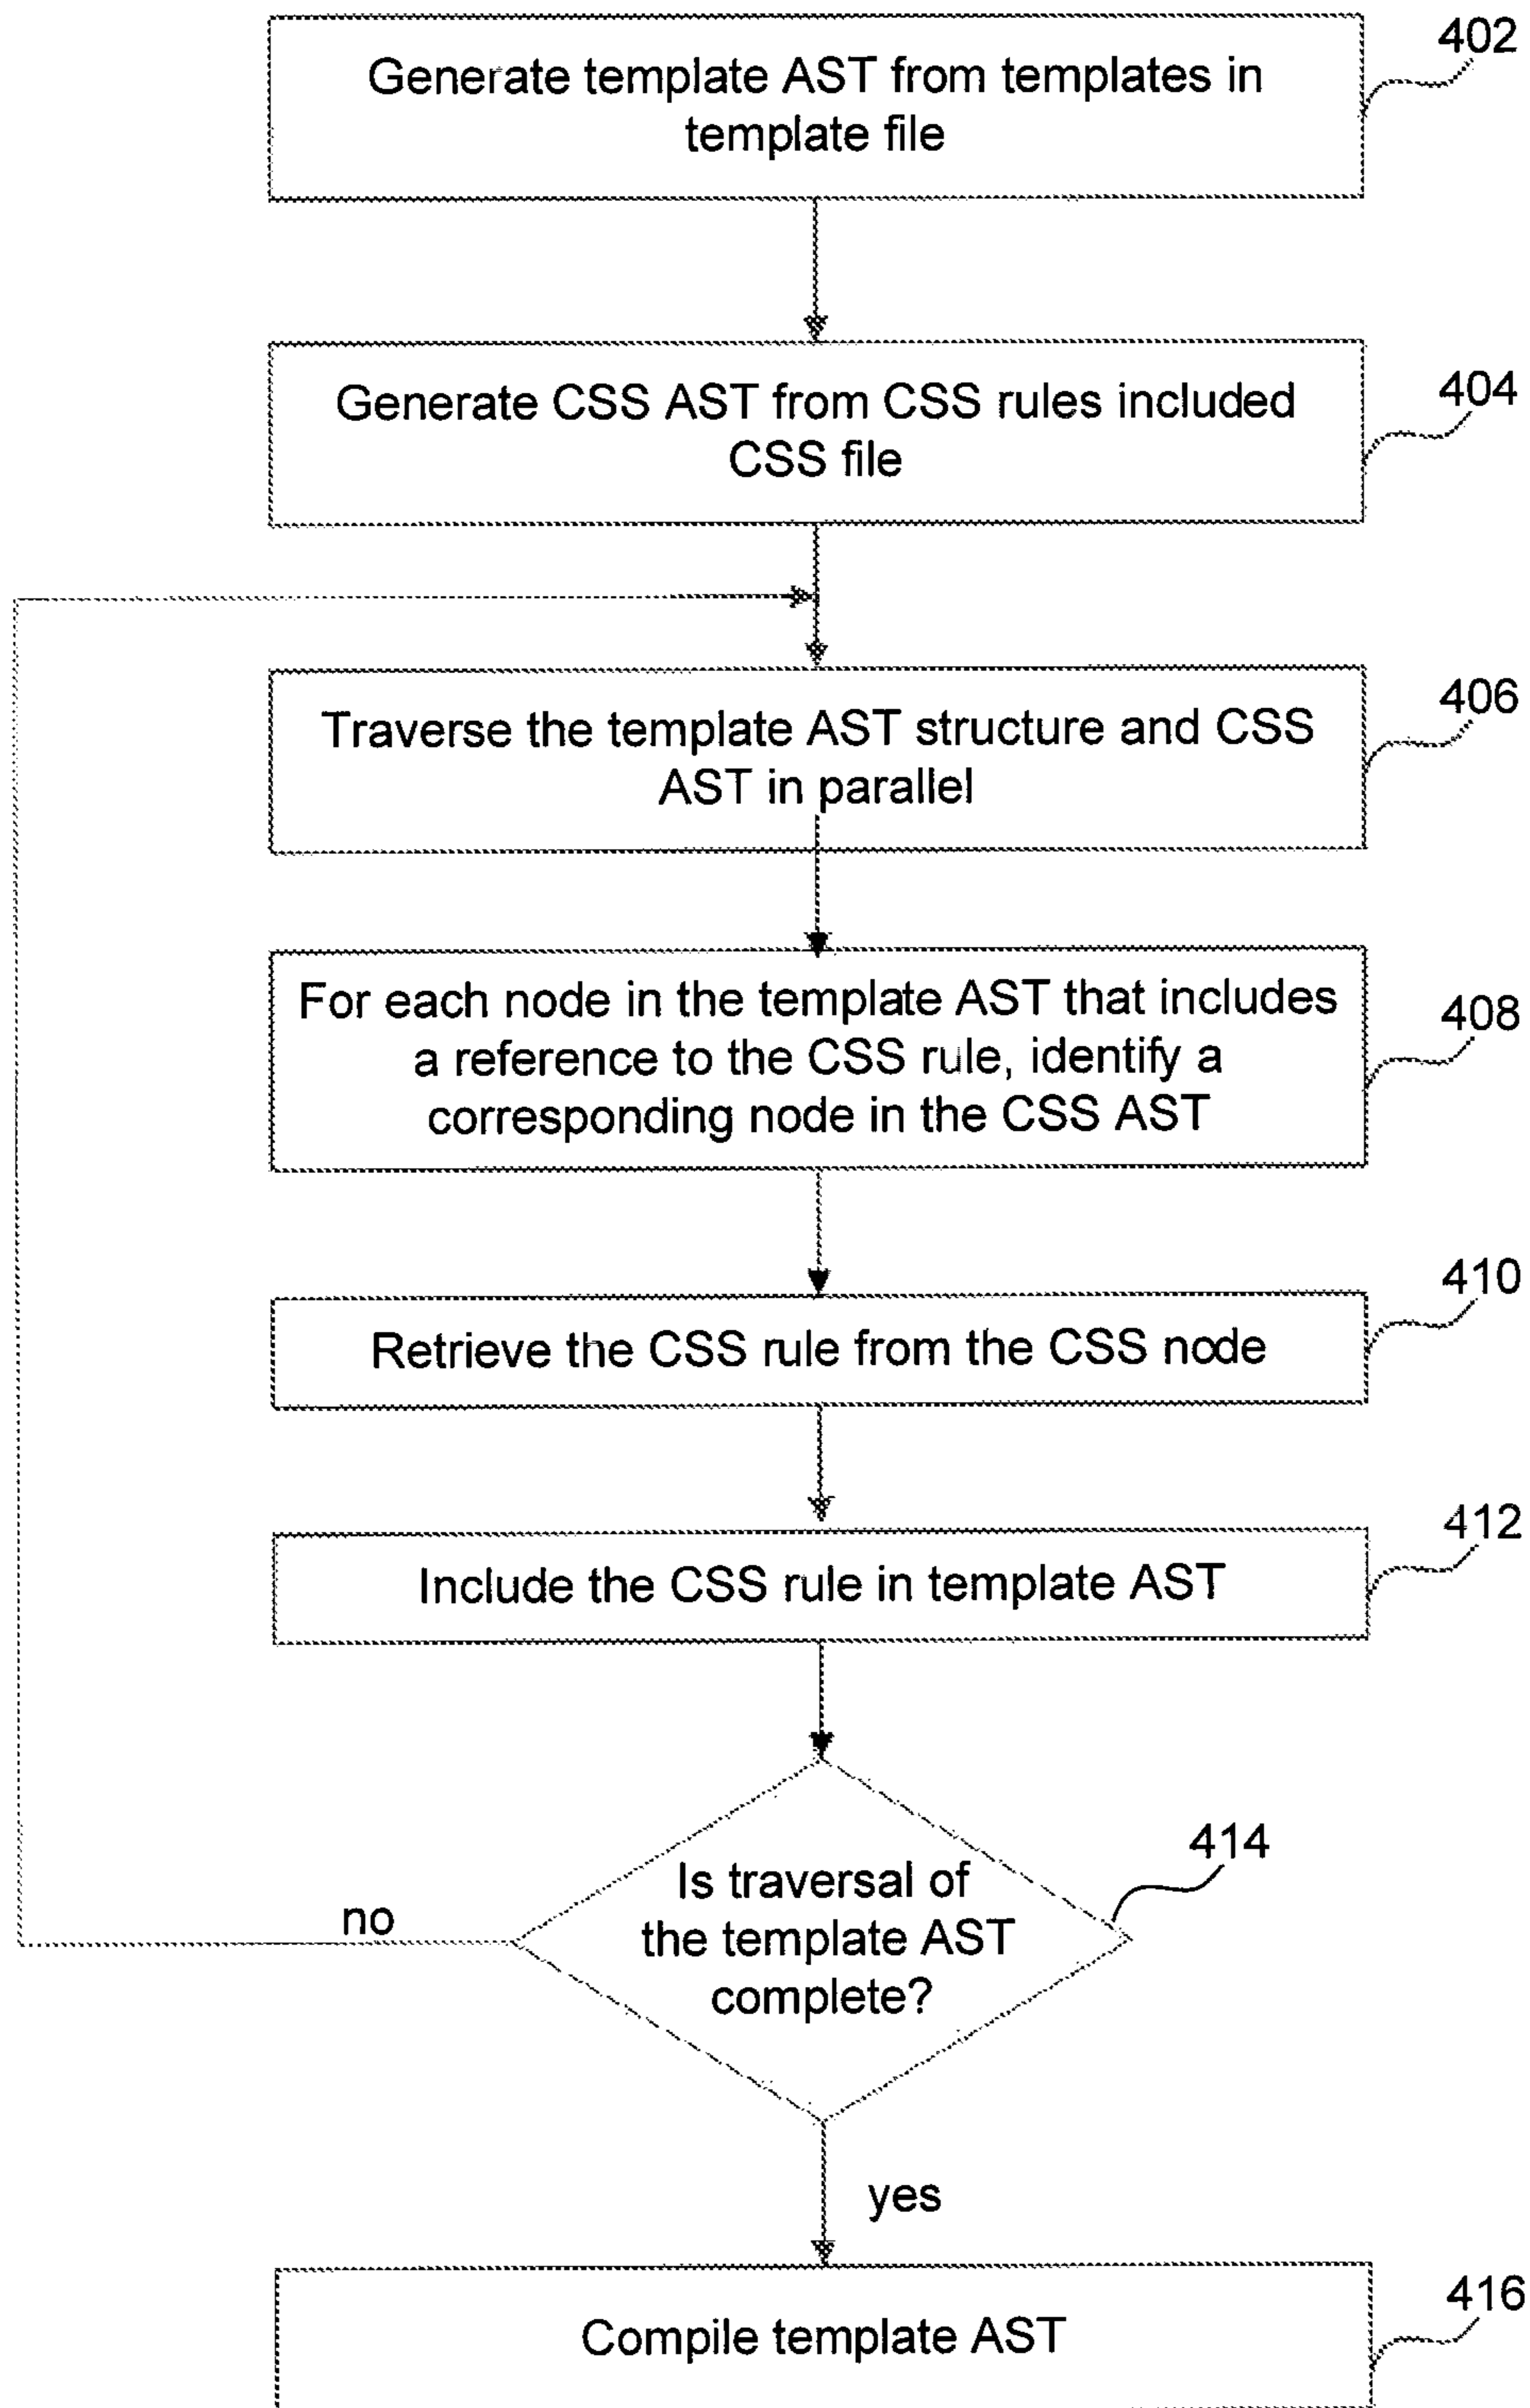 402
Generate template AST from templates in
template file
404
Generate CSS AST from CSS rules included
CSS file
406
Traverse the template AST structure and CSS
AST in parallel
408
For each node in the template AST that includes
a reference to the CSS rule, identify a
corresponding node in the CSS AST
410
Retrieve the CSS rule from the CSS node
412
Include the CSS rule in template AST
414
Is traversal of
the template AST
complete?
no
yes
416
Compile template AST